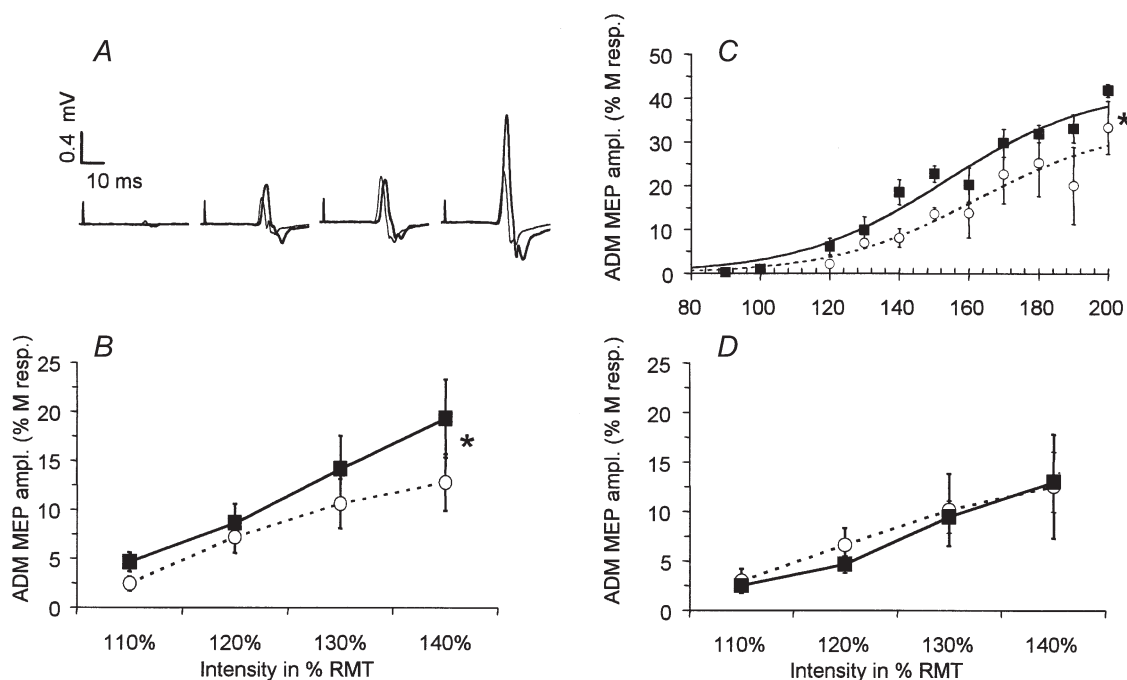 A
0.4 mV
10 ms
C
ADM MEP ampl. (% M resp.)
50
40
30
20
10
0
80 100 120 140 160 180 200
*
B
ADM MEP ampl. (% M resp.)
25
20
15
10
5
0
*
110% 120% 130% 140%
Intensity in % RMT
D
ADM MEP ampl. (% M resp.)
25
20
15
10
5
0
110% 120% 130% 140%
Intensity in % RMT